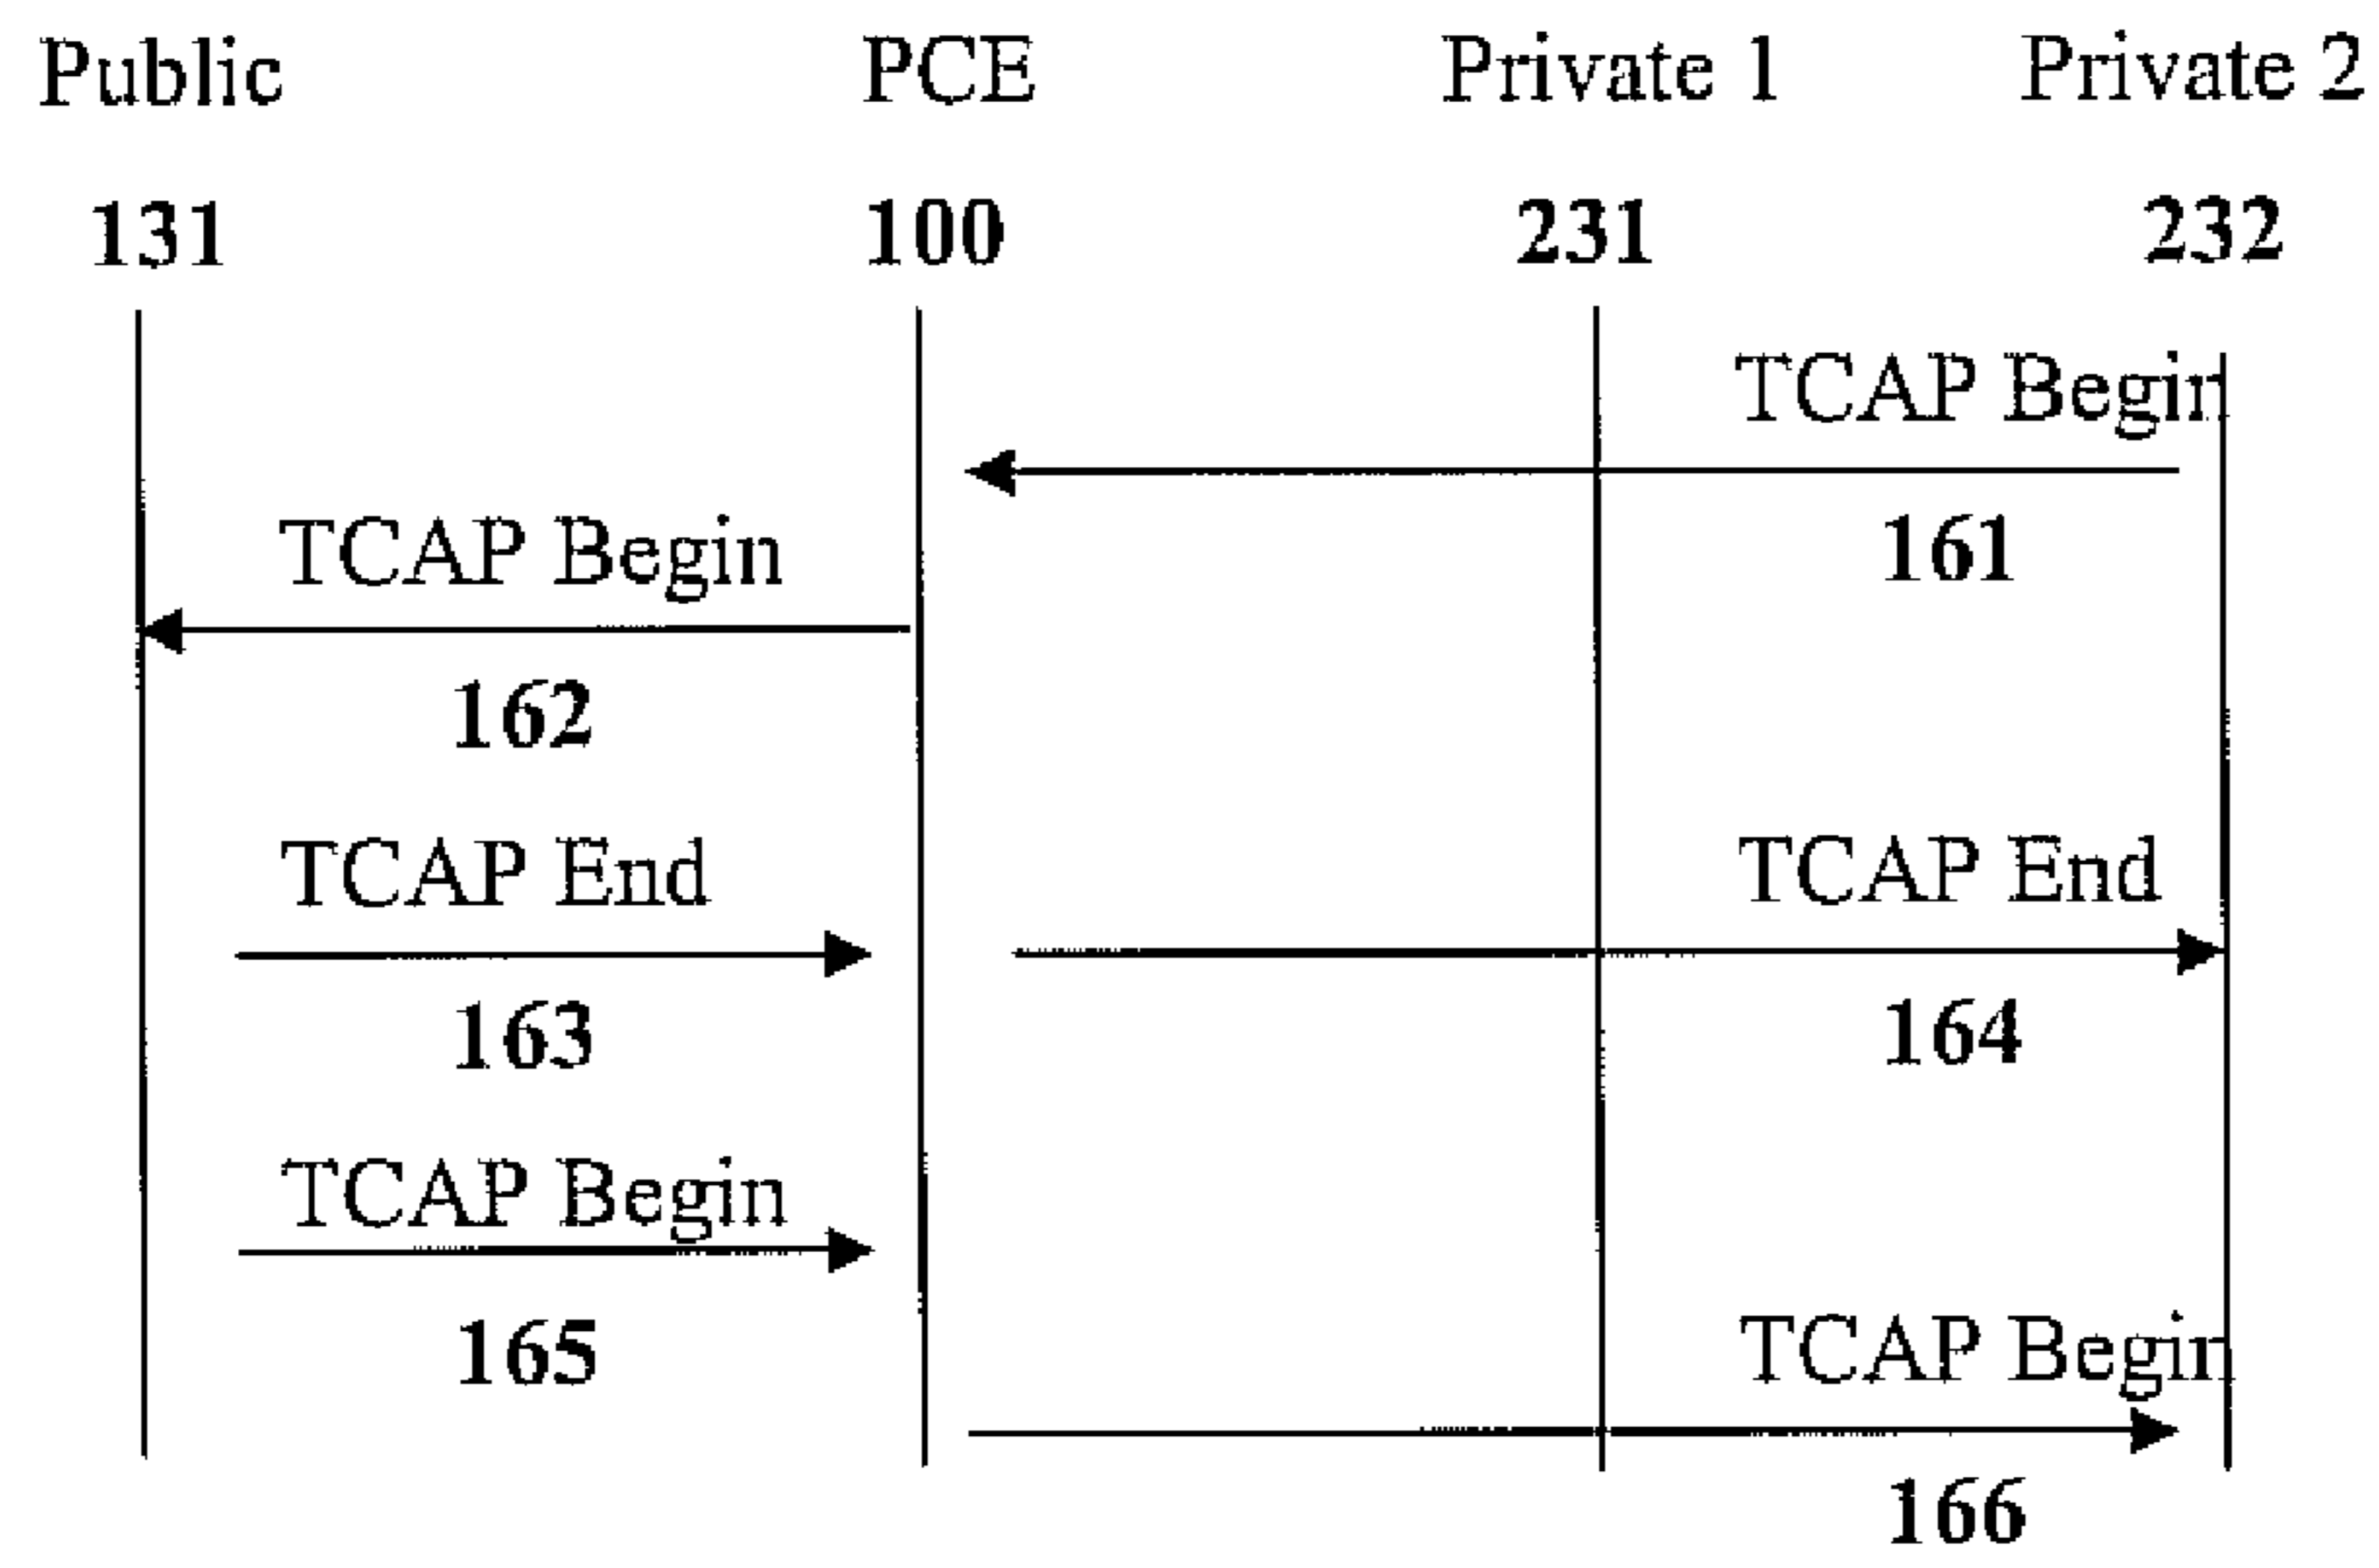 Public PCE Private 1 Private 2
131 100 231 232
TCAP Begin
161
TCAP Begin
162
TCAP End TCAP End
163 164
TCAP Begin
165
TCAP Begin
166